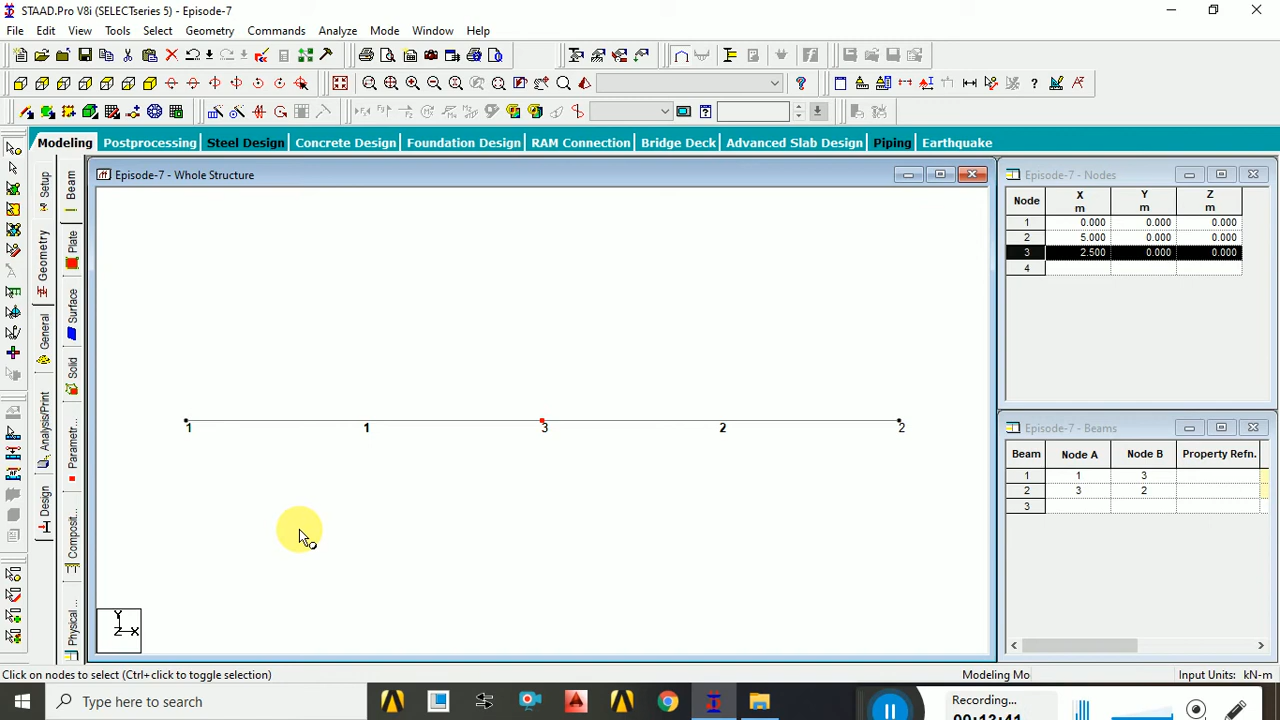 STAAD.Pro V8i (SELECTseries 5) - Episode-7
File Edit View Tools Select Geometry Commands Analyze Mode Window Help
Modeling Postprocessing Steel Design Concrete Design Foundation Design RAM Connection Bridge Deck Advanced Slab Design Piping Earthquake
Setup
Geometry
General
Analysis/Print
Design
Beam
Plate
Surface
Solid
Parametr...
Composit...
Physical ...
Episode-7 - Whole Structure
1 1 3 2 2
Y
Z X
Episode-7 - Nodes
Node X m Y m Z m
1 0.000 0.000 0.000
2 5.000 0.000 0.000
3 2.500 0.000 0.000
4
Episode-7 - Beams
Beam Node A Node B Property Refn.
1 1 3
2 3 2
3
Click on nodes to select (Ctrl+click to toggle selection)
Modeling Mo
Input Units: kN-m
Type here to search
Recording...
00:13:41